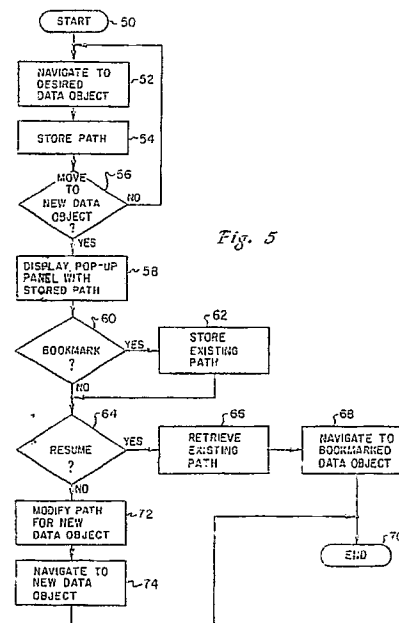 START
50
NAVIGATE TO
DESIRED
DATA OBJECT
52
STORE PATH
54
MOVE
TO
NEW DATA
OBJECT
?
56
NO
YES
Fig. 5
DISPLAY POP-UP
PANEL WITH
STORED PATH
58
60
BOOKMARK
?
YES
NO
62
STORE
EXISTING
PATH
64
RESUME
?
YES
NO
66
RETRIEVE
EXISTING
PATH
68
NAVIGATE TO
BOOKMARKED
DATA OBJECT
MODIFY PATH
FOR NEW
DATA OBJECT
72
NAVIGATE TO
NEW DATA
OBJECT
74
70
END